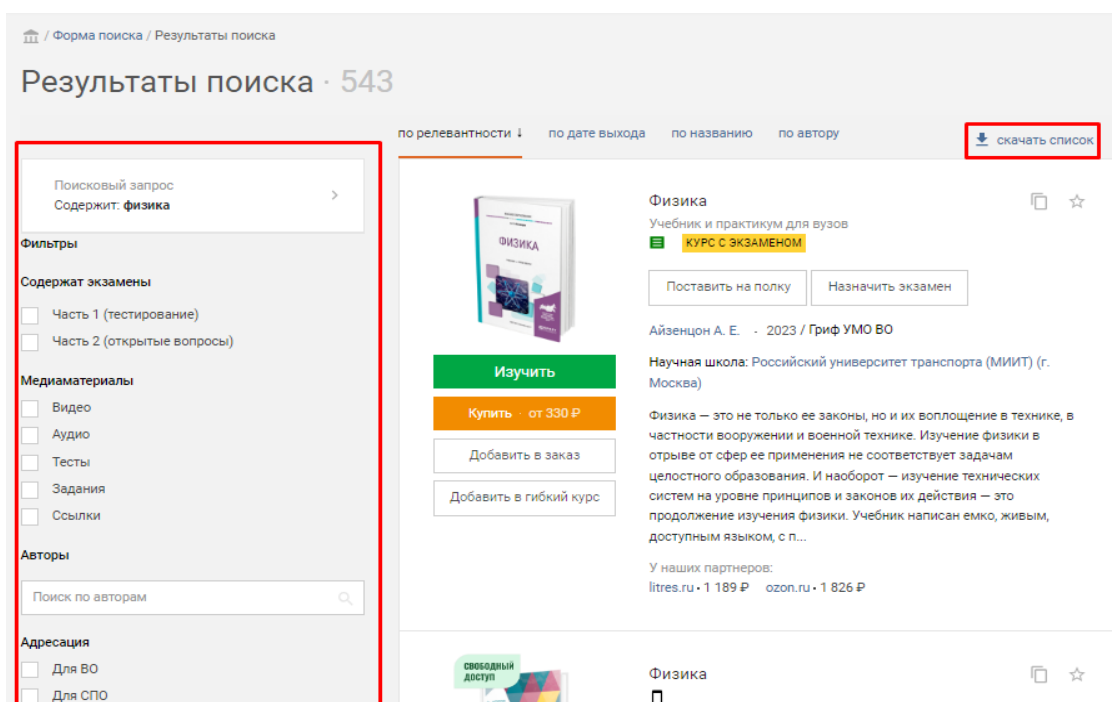 / Форма поиска / Результаты поиска
Результаты поиска · 543
по релевантности ↓ по дате выхода по названию по автору
скачать список
Поисковый запрос
Содержит: физика
Фильтры
Содержат экзамены
Часть 1 (тестирование)
Часть 2 (открытые вопросы)
Медиаматериалы
Видео
Аудио
Тесты
Задания
Ссылки
Авторы
Поиск по авторам
Адресация
Для ВО
Для СПО
ФИЗИКА
Изучить
Купить · от 330 ₽
Добавить в заказ
Добавить в гибкий курс
Физика
Учебник и практикум для вузов
КУРС С ЭКЗАМЕНОМ
Поставить на полку
Назначить экзамен
Айзенцон А. Е. · 2023 / Гриф УМО ВО
Научная школа: Российский университет транспорта (МИИТ) (г.
Москва)
Физика — это не только ее законы, но и их воплощение в технике, в
частности вооружении и военной технике. Изучение физики в
отрыве от сфер ее применения не соответствует задачам
целостного образования. И наоборот — изучение технических
систем на уровне принципов и законов их действия — это
продолжение изучения физики. Учебник написан емко, живым,
доступным языком, с п...
У наших партнеров:
litres.ru • 1 189 ₽ ozon.ru • 1 826 ₽
СВОБОДНЫЙ
ДОСТУП
Физика